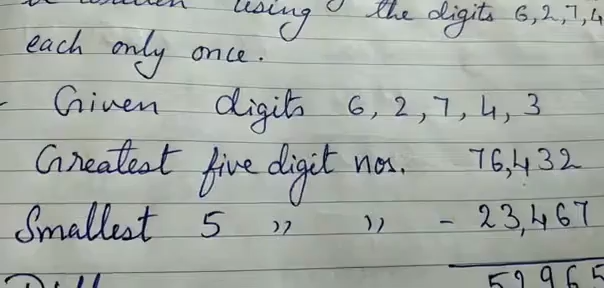 using the digits 6, 2, 7, 4
each only once.
Given digits 6, 2, 7, 4, 3
Greatest five digit nos. 76,432
Smallest 5 " " - 23,467
52965